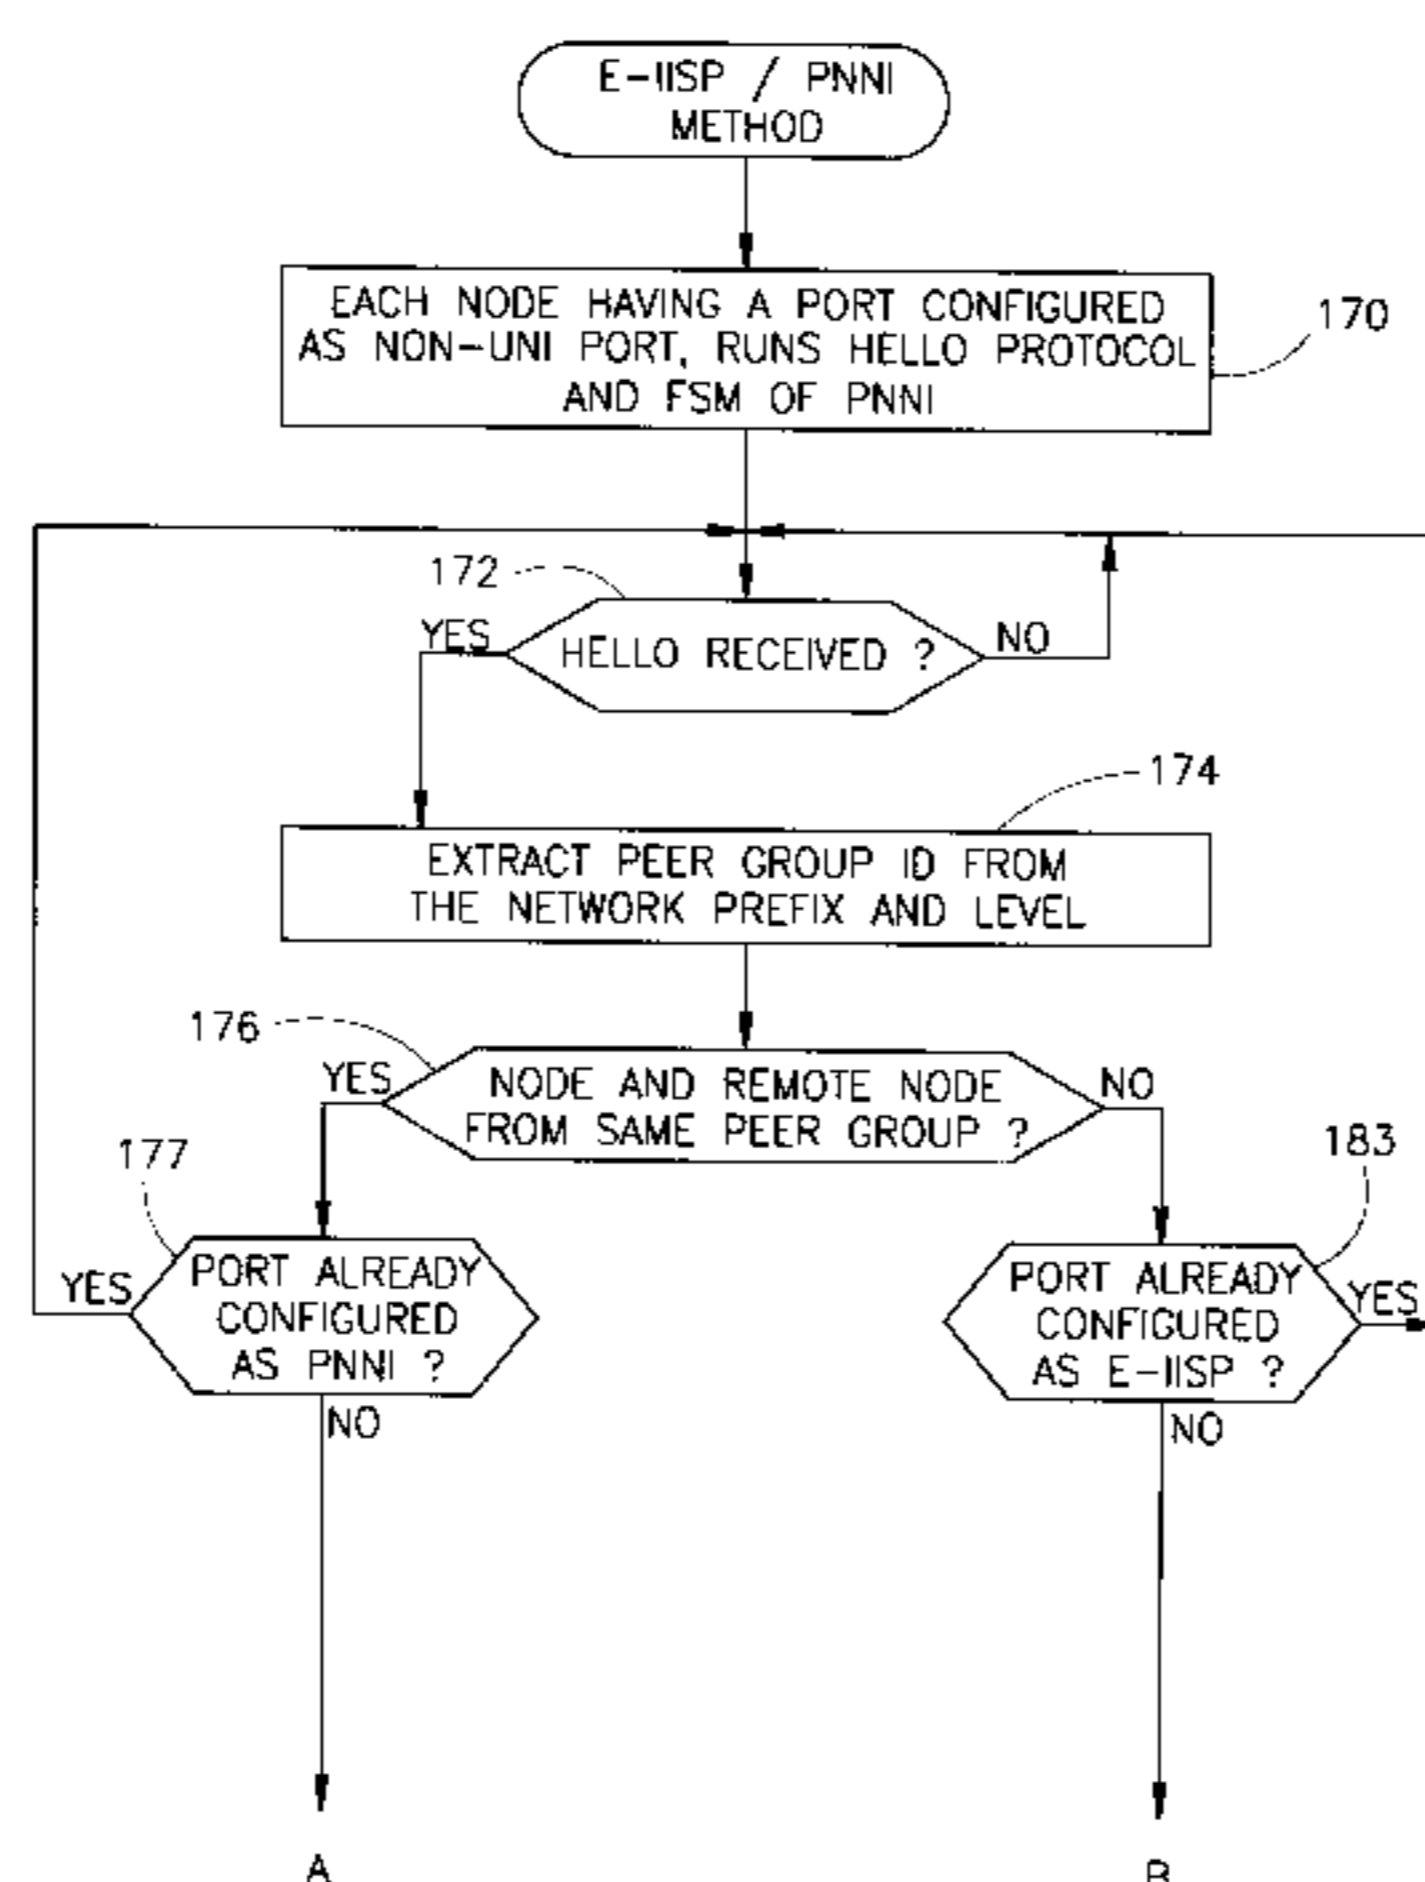 E-IISP / PNNI
METHOD
EACH NODE HAVING A PORT CONFIGURED
AS NON-UNI PORT, RUNS HELLO PROTOCOL
AND FSM OF PNNI
170
172
YES
HELLO RECEIVED ?
NO
174
EXTRACT PEER GROUP ID FROM
THE NETWORK PREFIX AND LEVEL
176
YES
NODE AND REMOTE NODE
FROM SAME PEER GROUP ?
NO
177
183
YES
PORT ALREADY
CONFIGURED
AS PNNI ?
NO
PORT ALREADY
CONFIGURED
AS E-IISP ?
YES
NO
A
B